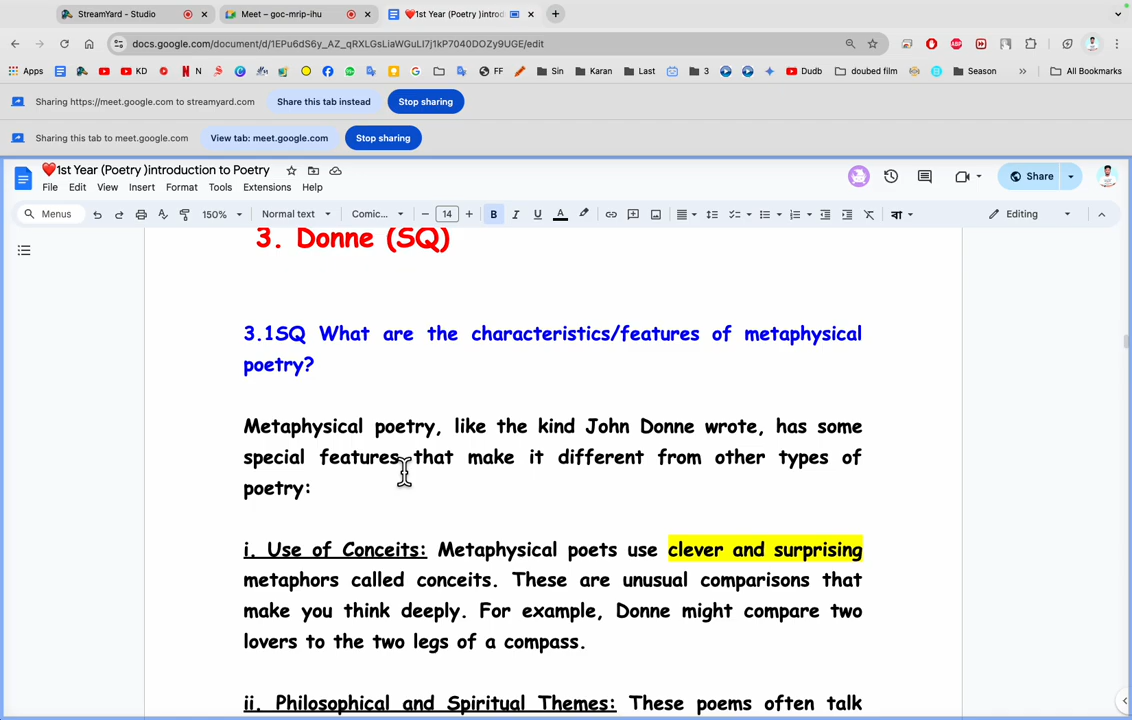 StreamYard - Studio
Meet – goc-mrip-ihu
❤️1st Year (Poetry )introd
docs.google.com/document/d/1EPu6dS6y_AZ_qRXLGsLiaWGuLI7j1kP7040DOZy9UGE/edit
Apps
KD
N
FF
Sin
Karan
Last
3
Dudb
doubed film
Season
All Bookmarks
Sharing https://meet.google.com to streamyard.com
Share this tab instead
Stop sharing
Sharing this tab to meet.google.com
View tab: meet.google.com
Stop sharing
❤️1st Year (Poetry )introduction to Poetry
File Edit View Insert Format Tools Extensions Help
Share
Menus 150% Normal text Comic... – 14 + B I U A বা Editing
3. Donne (SQ)
3.1SQ What are the characteristics/features of metaphysical
poetry?
Metaphysical poetry, like the kind John Donne wrote, has some
special features that make it different from other types of
poetry:
i. Use of Conceits: Metaphysical poets use clever and surprising
metaphors called conceits. These are unusual comparisons that
make you think deeply. For example, Donne might compare two
lovers to the two legs of a compass.
ii. Philosophical and Spiritual Themes: These poems often talk